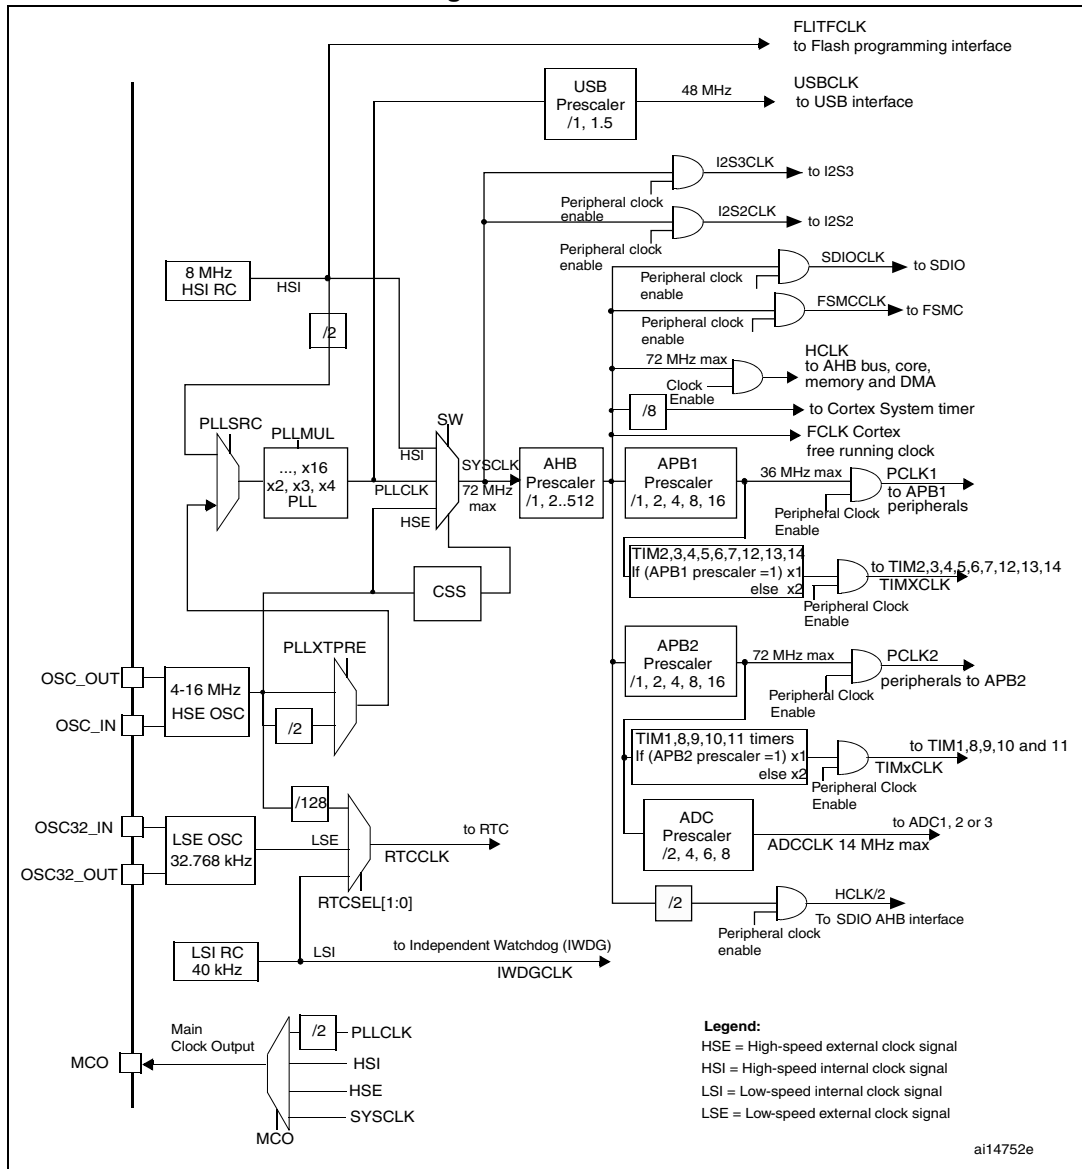 FLITFCLK
to Flash programming interface
USB
Prescaler
/1, 1.5
48 MHz
USBCLK
to USB interface
I2S3CLK
to I2S3
Peripheral clock
enable
I2S2CLK
to I2S2
Peripheral clock
enable
8 MHz
HSI RC
HSI
SDIOCLK
to SDIO
Peripheral clock
enable
FSMCCLK
to FSMC
Peripheral clock
enable
/2
72 MHz max
HCLK
to AHB bus, core,
memory and DMA
Clock
Enable
/8
to Cortex System timer
FCLK Cortex
free running clock
PLLSRC
PLLMUL
..., x16
x2, x3, x4
PLL
SW
HSI
PLLCLK
HSE
SYSCLK
72 MHz
max
AHB
Prescaler
/1, 2..512
APB1
Prescaler
/1, 2, 4, 8, 16
36 MHz max
PCLK1
to APB1
peripherals
Peripheral Clock
Enable
TIM2,3,4,5,6,7,12,13,14
If (APB1 prescaler =1) x1
else x2
to TIM2,3,4,5,6,7,12,13,14
TIMXCLK
Peripheral Clock
Enable
CSS
PLLXTPRE
OSC_OUT
OSC_IN
4-16 MHz
HSE OSC
/2
APB2
Prescaler
/1, 2, 4, 8, 16
72 MHz max
PCLK2
peripherals to APB2
Peripheral Clock
Enable
TIM1,8,9,10,11 timers
If (APB2 prescaler =1) x1
else x2
to TIM1,8,9,10 and 11
TIMxCLK
Peripheral Clock
Enable
/128
OSC32_IN
OSC32_OUT
LSE OSC
32.768 kHz
LSE
to RTC
RTCCLK
RTCSEL[1:0]
ADC
Prescaler
/2, 4, 6, 8
to ADC1, 2 or 3
ADCCLK 14 MHz max
/2
HCLK/2
To SDIO AHB interface
Peripheral clock
enable
LSI RC
40 kHz
LSI
to Independent Watchdog (IWDG)
IWDGCLK
MCO
Main
Clock Output
/2
PLLCLK
HSI
HSE
SYSCLK
MCO
Legend:
HSE = High-speed external clock signal
HSI = High-speed internal clock signal
LSI = Low-speed internal clock signal
LSE = Low-speed external clock signal
ai14752e